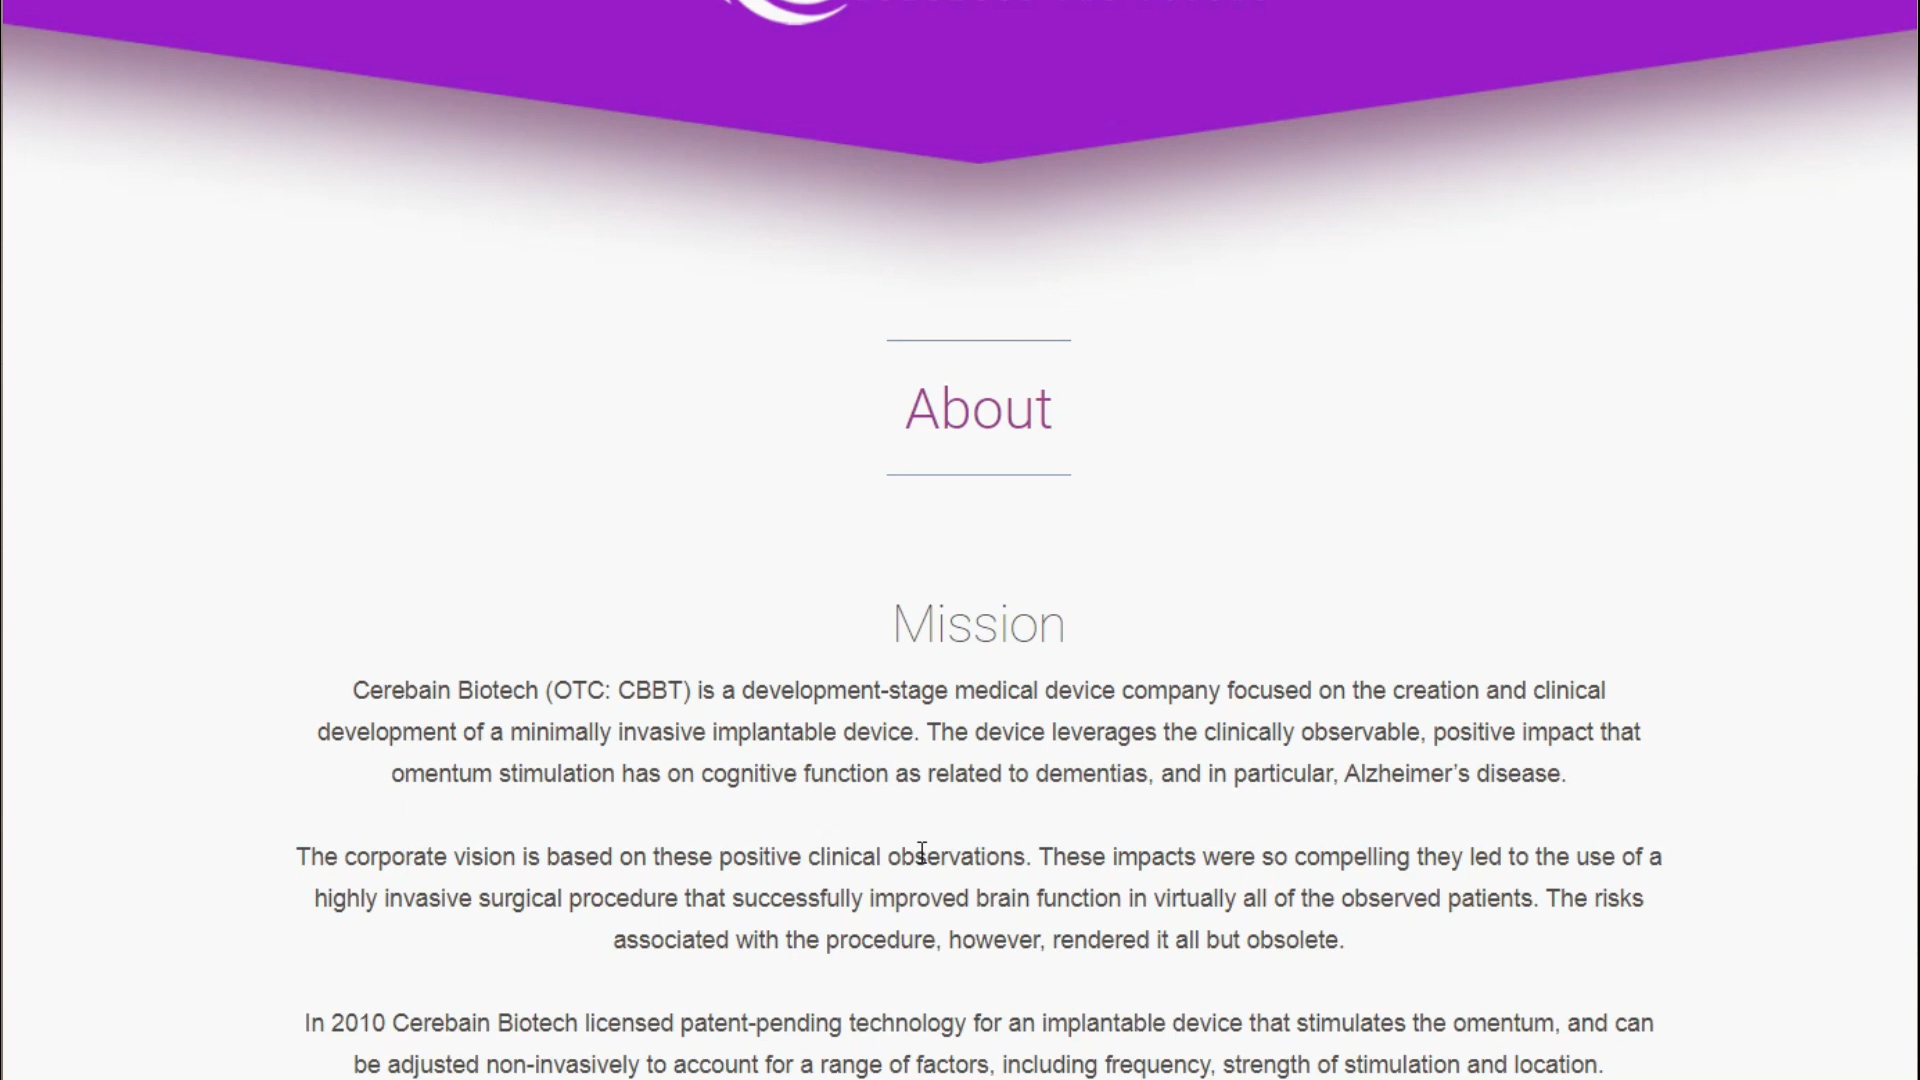 About
Mission
Cerebain Biotech (OTC: CBBT) is a development-stage medical device company focused on the creation and clinical
development of a minimally invasive implantable device. The device leverages the clinically observable, positive impact that
omentum stimulation has on cognitive function as related to dementias, and in particular, Alzheimer’s disease.
The corporate vision is based on these positive clinical observations. These impacts were so compelling they led to the use of a
highly invasive surgical procedure that successfully improved brain function in virtually all of the observed patients. The risks
associated with the procedure, however, rendered it all but obsolete.
In 2010 Cerebain Biotech licensed patent-pending technology for an implantable device that stimulates the omentum, and can
be adjusted non-invasively to account for a range of factors, including frequency, strength of stimulation and location.